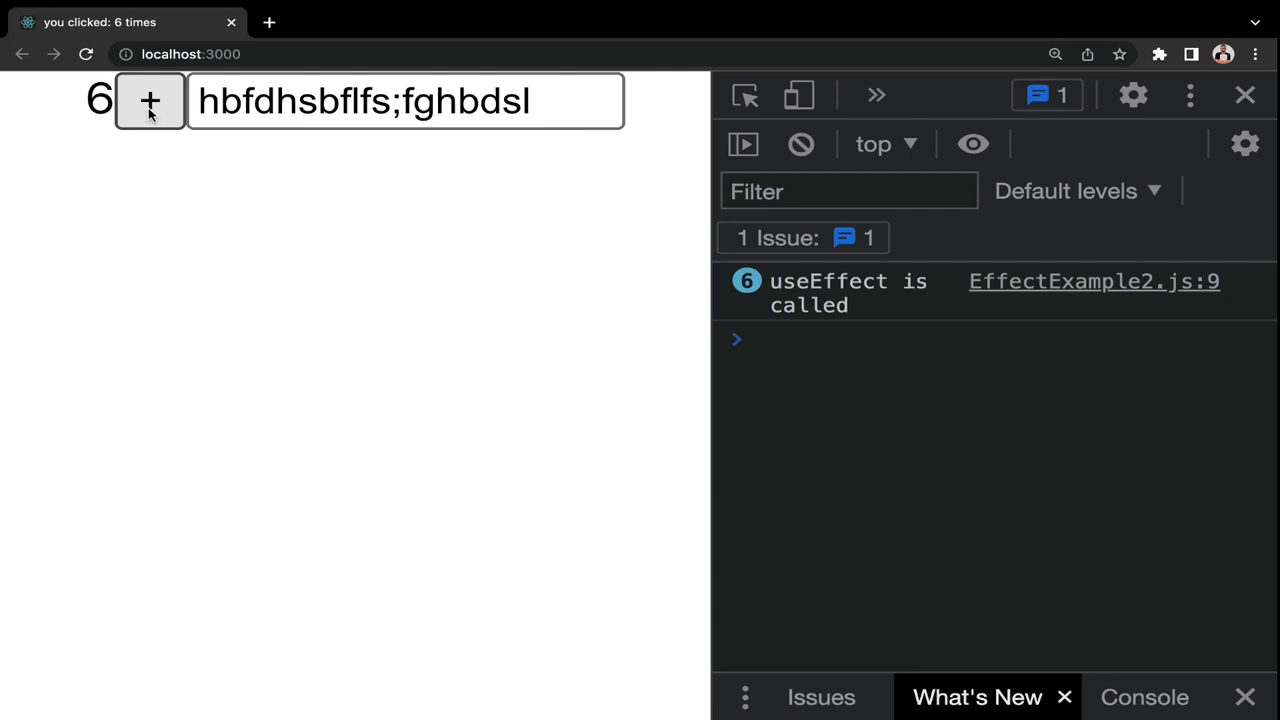 you clicked: 6 times
localhost:3000
6 + hbfdhsbflfs;fghbdsl
1
top
Filter Default levels
1 Issue: 1
6 useEffect is EffectExample2.js:9
called
>
Issues What's New Console